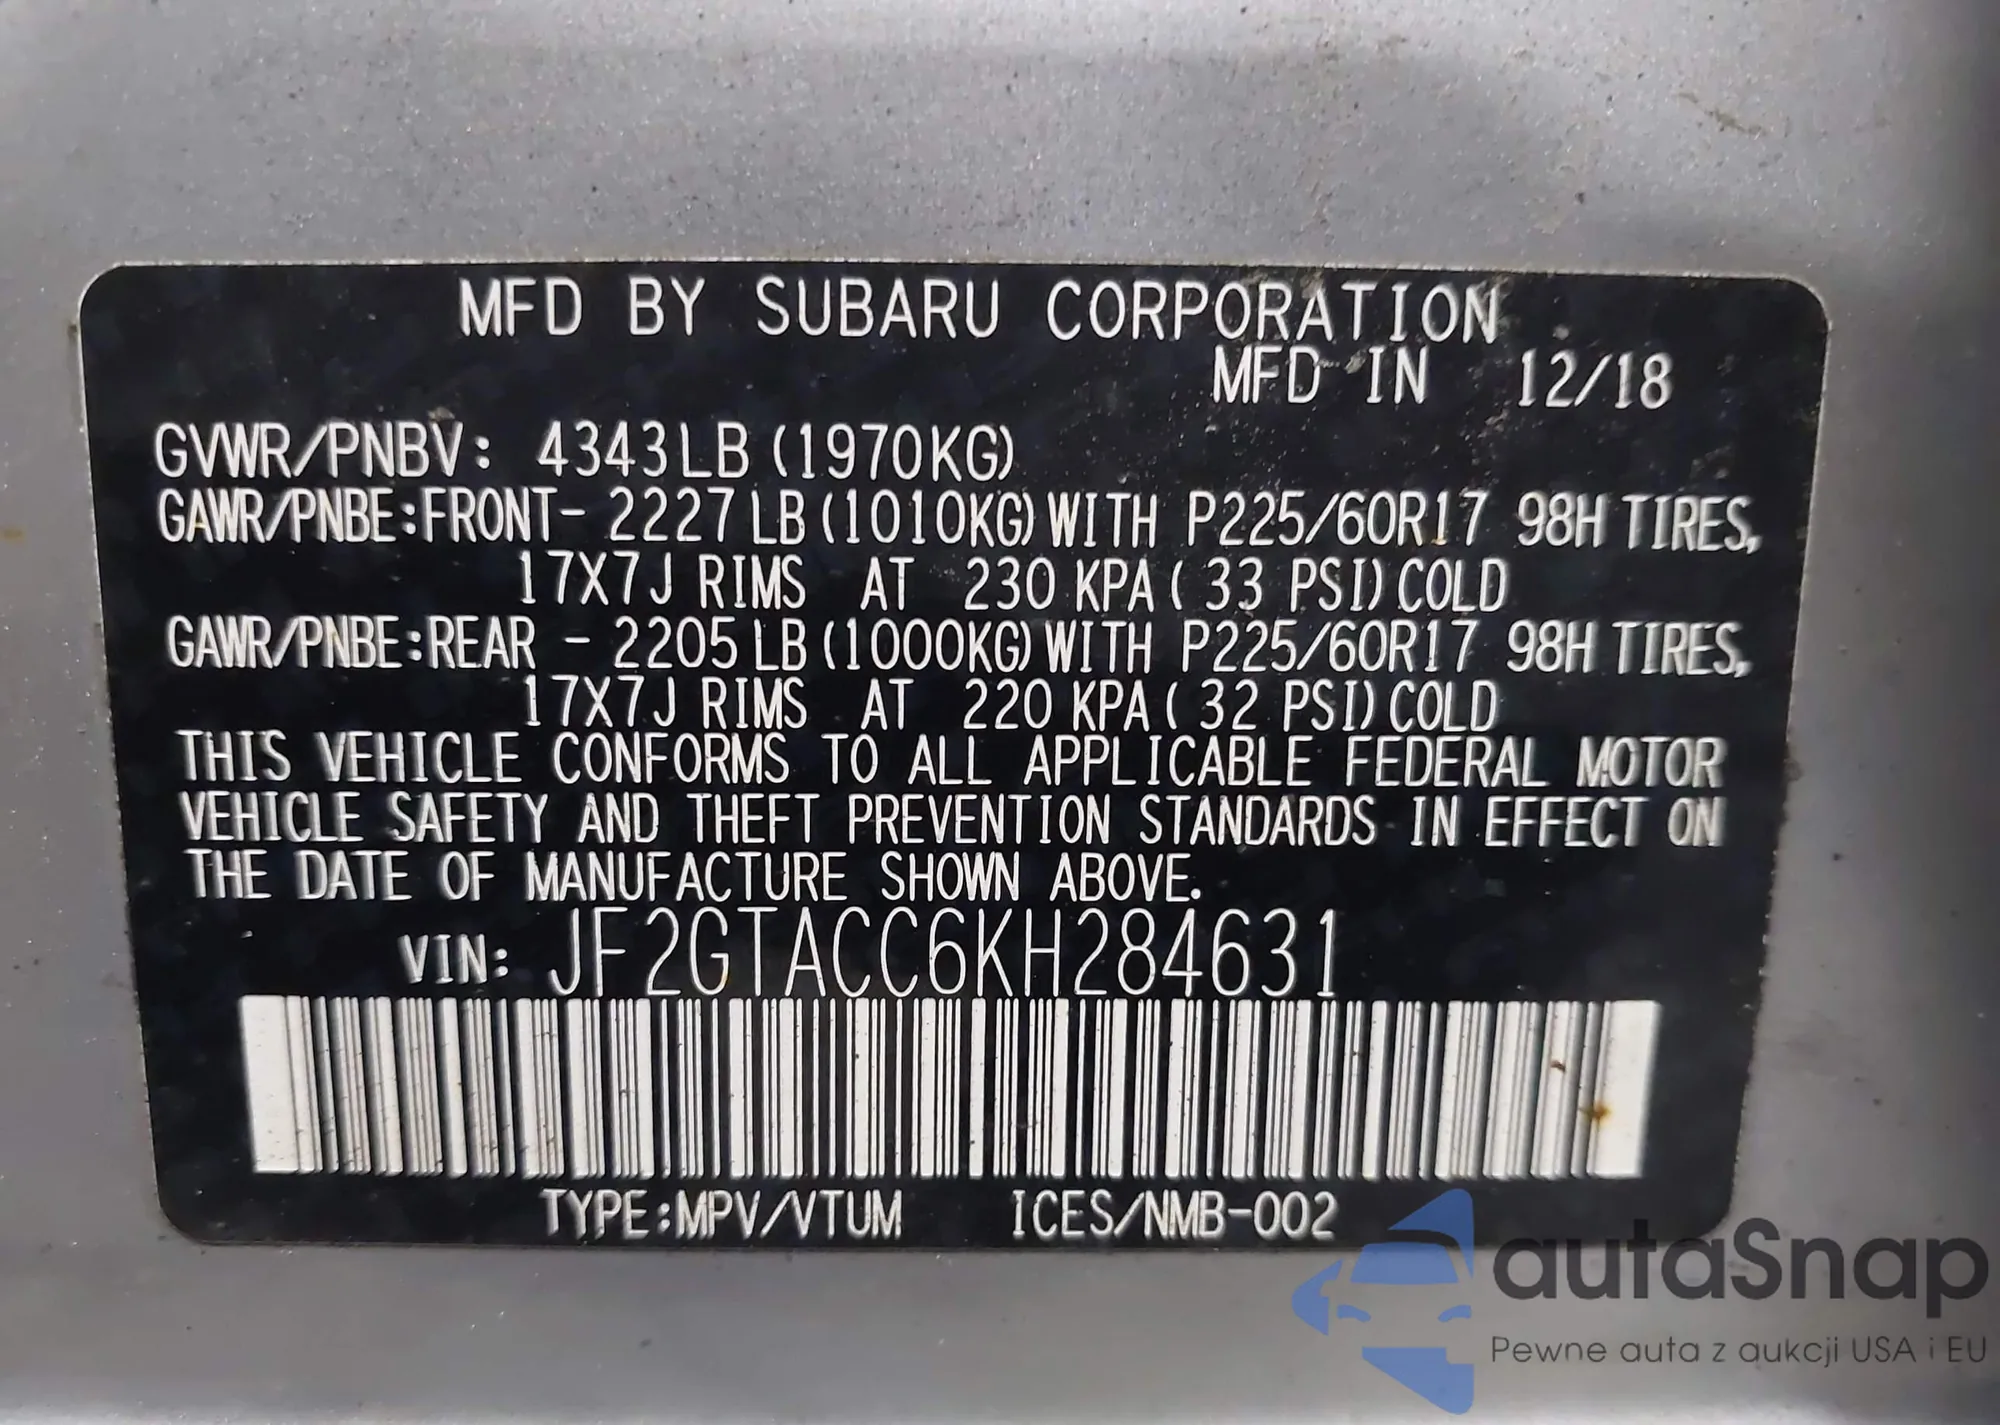 MFD BY SUBARU CORPORATION
MFD IN 12/18
GVWR/PNBV: 4343LB (1970KG)
GAWR/PNBE:FRONT- 2227LB (1010KG) WITH P225/60R17 98H TIRES,
17X7J RIMS AT 230 KPA ( 33 PSI) COLD
GAWR/PNBE:REAR - 2205LB (1000KG) WITH P225/60R17 98H TIRES,
17X7J RIMS AT 220 KPA ( 32 PSI) COLD
THIS VEHICLE CONFORMS TO ALL APPLICABLE FEDERAL MOTOR
VEHICLE SAFETY AND THEFT PREVENTION STANDARDS IN EFFECT ON
THE DATE OF MANUFACTURE SHOWN ABOVE.
VIN: JF2GTACC6KH284631
TYPE:MPV/VTUM ICES/NMB-002
autaSnap
Pewne auta z aukcji USA i EU